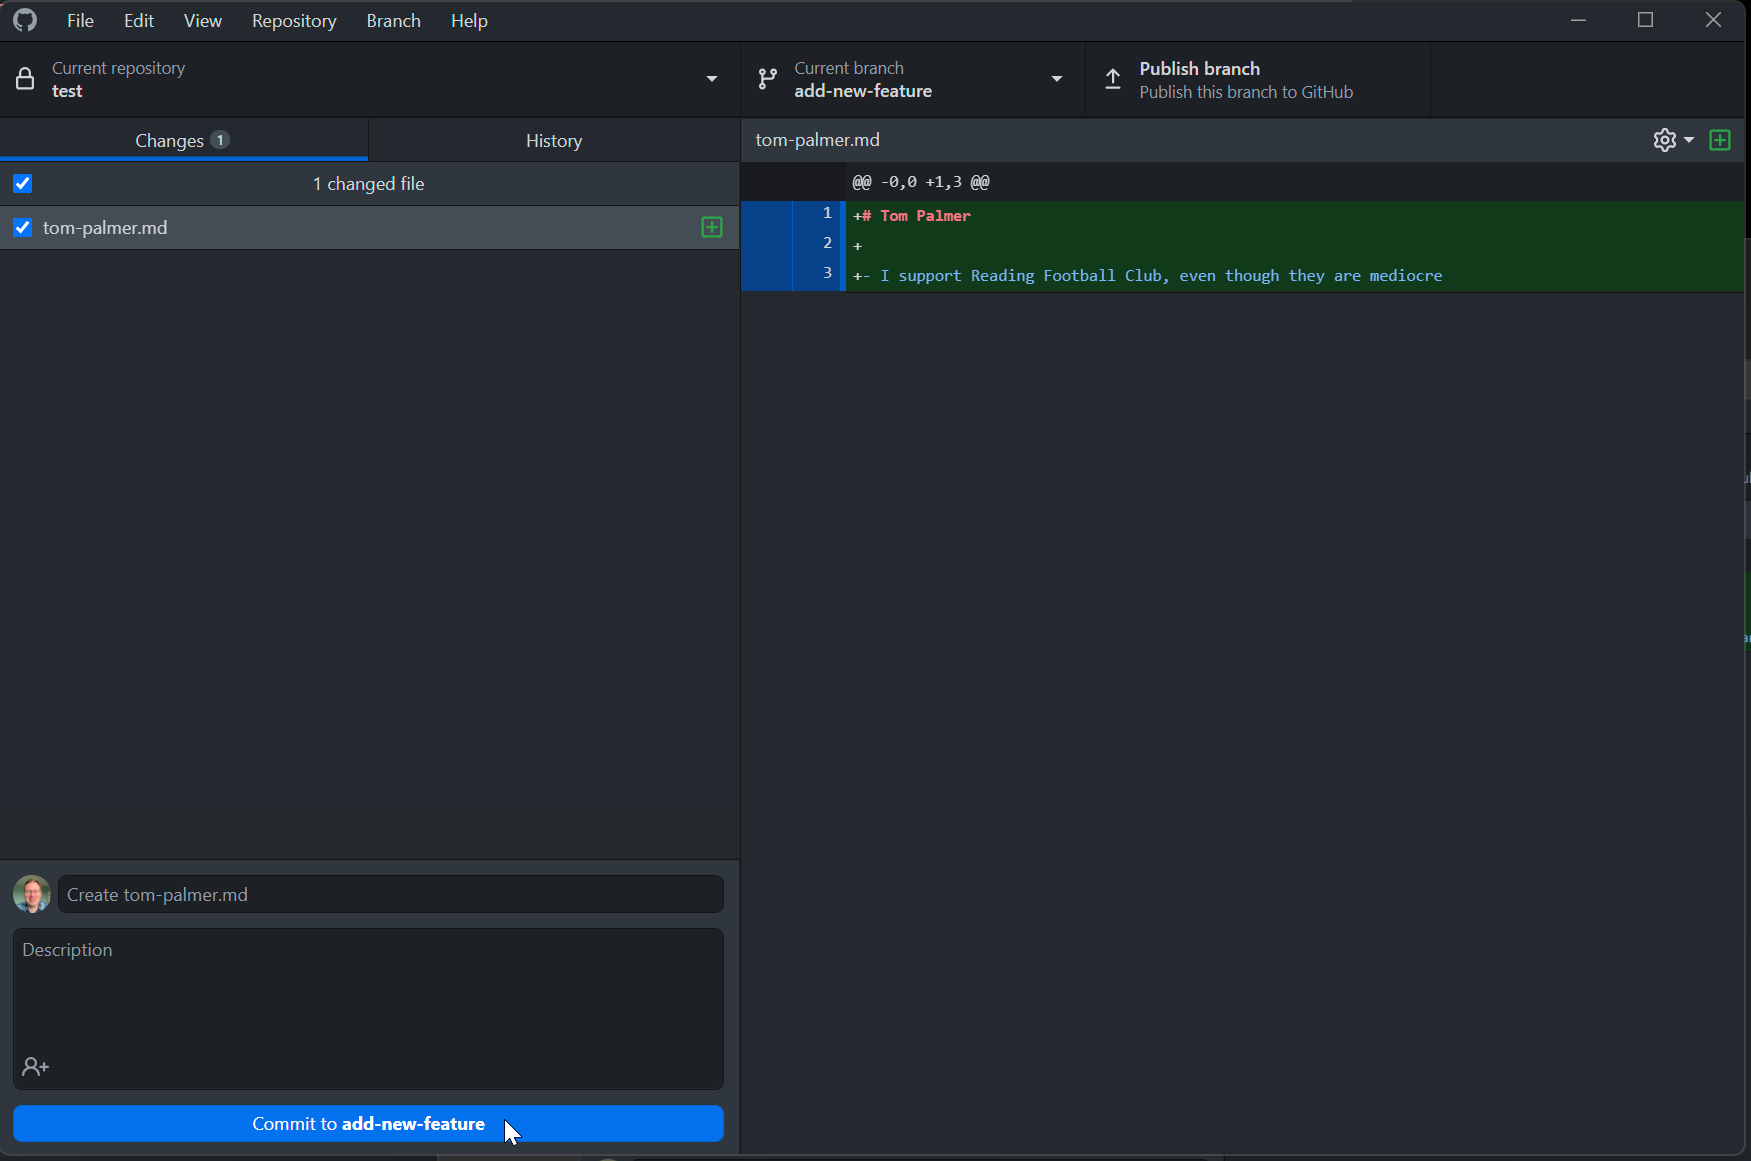 File Edit View Repository Branch Help
Current repository
test
Current branch
add-new-feature
Publish branch
Publish this branch to GitHub
Changes 1
History
tom-palmer.md
1 changed file
tom-palmer.md
@@ -0,0 +1,3 @@
1 +# Tom Palmer
2 +
3 +- I support Reading Football Club, even though they are mediocre
Create tom-palmer.md
Description
Commit to add-new-feature